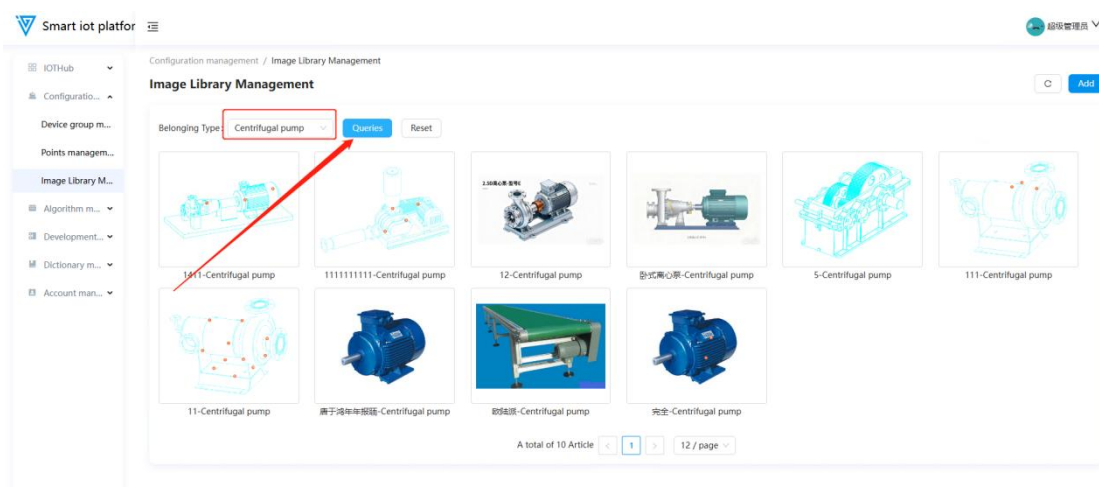 Smart iot platfor
超级管理员
IOTHub
Configuratio...
Device group m...
Points managem...
Image Library M...
Algorithm m...
Development...
Dictionary m...
Account man...
Configuration management / Image Library Management
Image Library Management
Add
Belonging Type: Centrifugal pump
Queries
Reset
1411-Centrifugal pump
1111111111-Centrifugal pump
12-Centrifugal pump
卧式离心泵-Centrifugal pump
5-Centrifugal pump
111-Centrifugal pump
11-Centrifugal pump
-Centrifugal pump
欧陆派-Centrifugal pump
完全-Centrifugal pump
A total of 10 Article < 1 > 12 / page